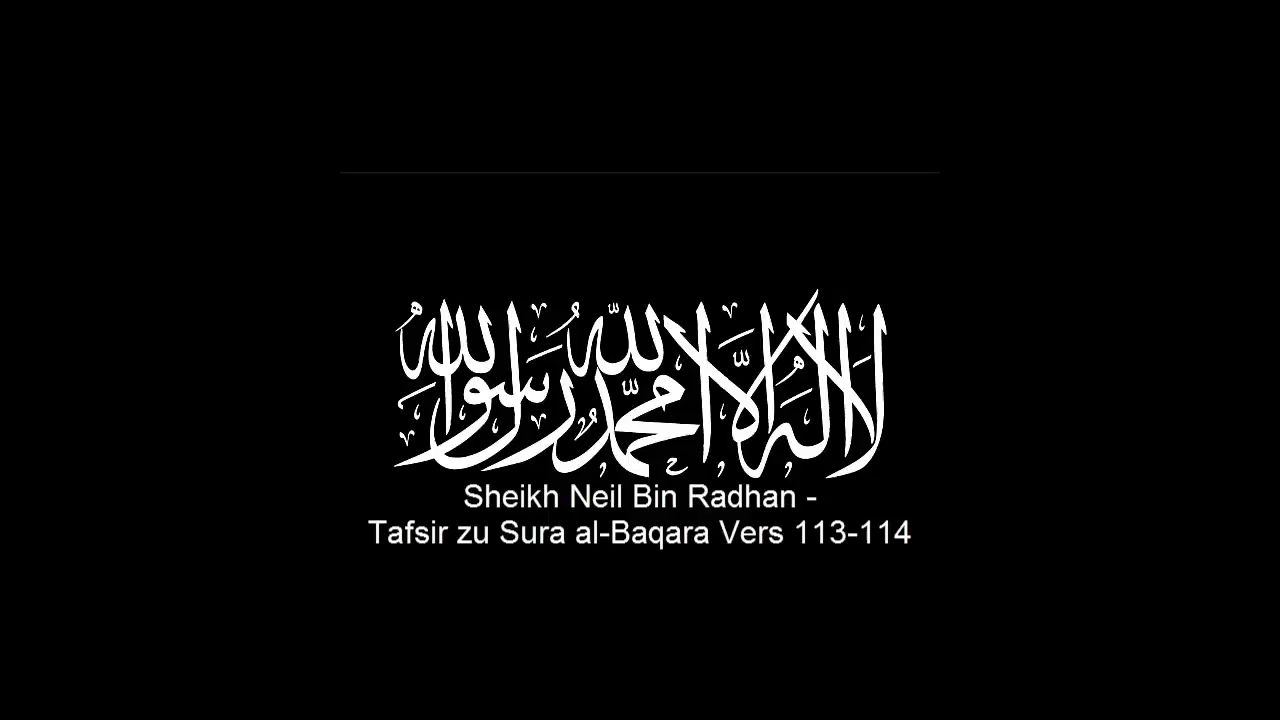 لا إله إلا الله محمد رسول الله
Sheikh Neil Bin Radhan -
Tafsir zu Sura al-Baqara Vers 113-114